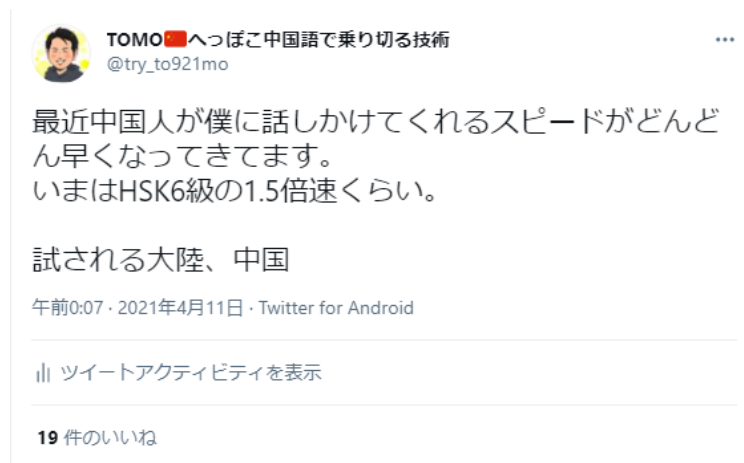 TOMO🇨🇳へっぽこ中国語で乗り切る技術
@try_to921mo
最近中国人が僕に話しかけてくれるスピードがどんど
ん早くなってきてます。
いまはHSK6級の1.5倍速くらい。
試される大陸、中国
午前0:07 · 2021年4月11日 · Twitter for Android
ツイートアクティビティを表示
19 件のいいね